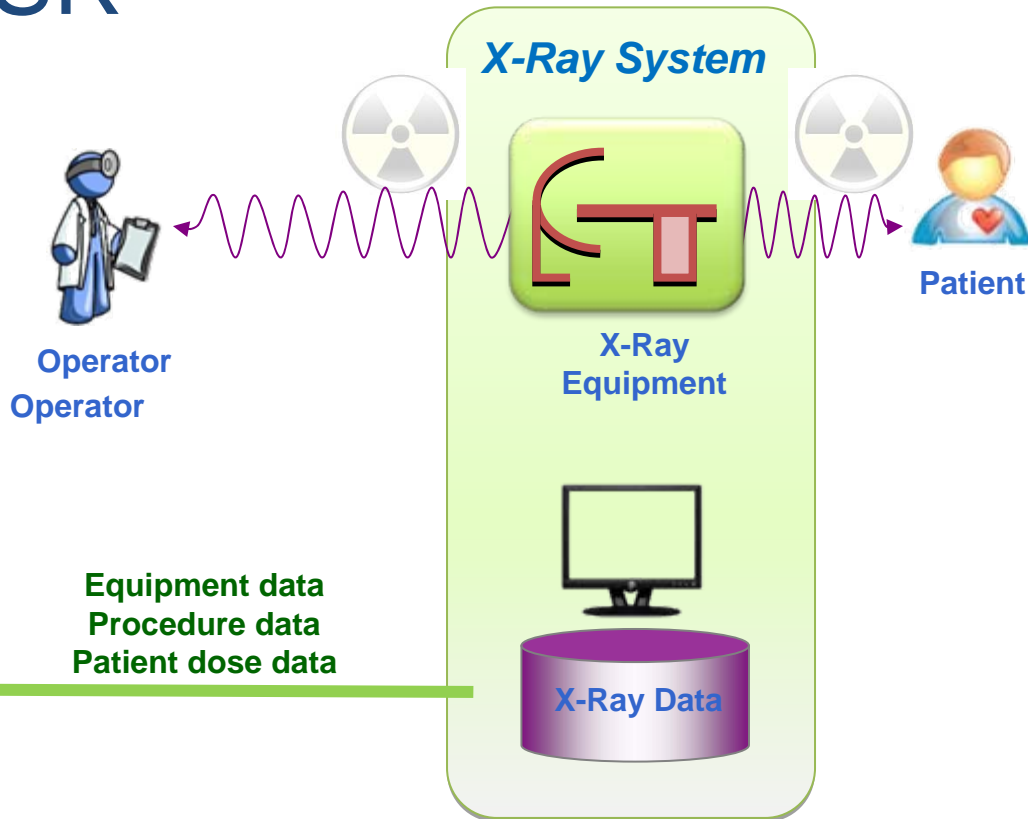 X-Ray System
Patient
X-Ray
Equipment
Operator
Operator
Equipment data
Procedure data
Patient dose data
X-Ray Data